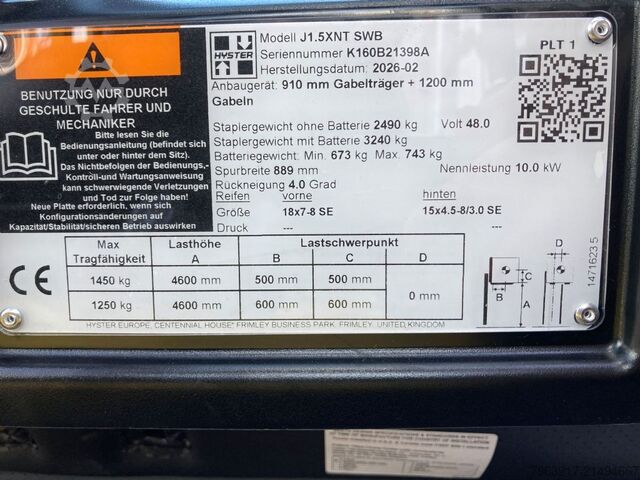 BENUTZUNG NUR DURCH
GESCHULTE FAHRER UND
MECHANIKER
Bitte lesen Sie die
Bedienungsanleitung (befindet sich
unter oder hinter dem Sitz).
Das Nichtbefolgen der Bedienungs,-
Kontroll-und Wartungsanweisung
kann schwerwiegende Verletzungen
und Tod zur Folge haben!
Plate erforderlich, wenn sich
Konfigurationsänderungen auf
Kapazität/Stabilität/sicheren Betrieb auswirken
HYSTER
Modell J1.5XNT SWB
Seriennummer K160B21398A
Herstellungsdatum: 2026-02
PLT 1
Anbaugerät: 910 mm Gabelträger + 1200 mm
Gabeln
Staplergewicht ohne Batterie 2490 kg Volt 48.0
Staplergewicht mit Batterie 3240 kg
Batteriegewicht: Min. 673 kg Max 743 kg
Spurbreite 889 mm Nennleistung 10.0 kW
Rückneigung 4.0 Grad
Reifen vorne hinten
Größe 18x7-8 SE 15x4.5-8/3.0 SE
Druck --- ---
1471623 5
CE
Max Tragfähigkeit Lasthöhe A Lastschwerpunkt B C D
1450 kg 4600 mm 500 mm 500 mm 0 mm
1250 kg 4600 mm 600 mm 600 mm
D
C
B
A
HYSTER EUROPE, CENTENNIAL HOUSE, FRIMLEY BUSINESS PARK, FRIMLEY, UNITED KINGDOM